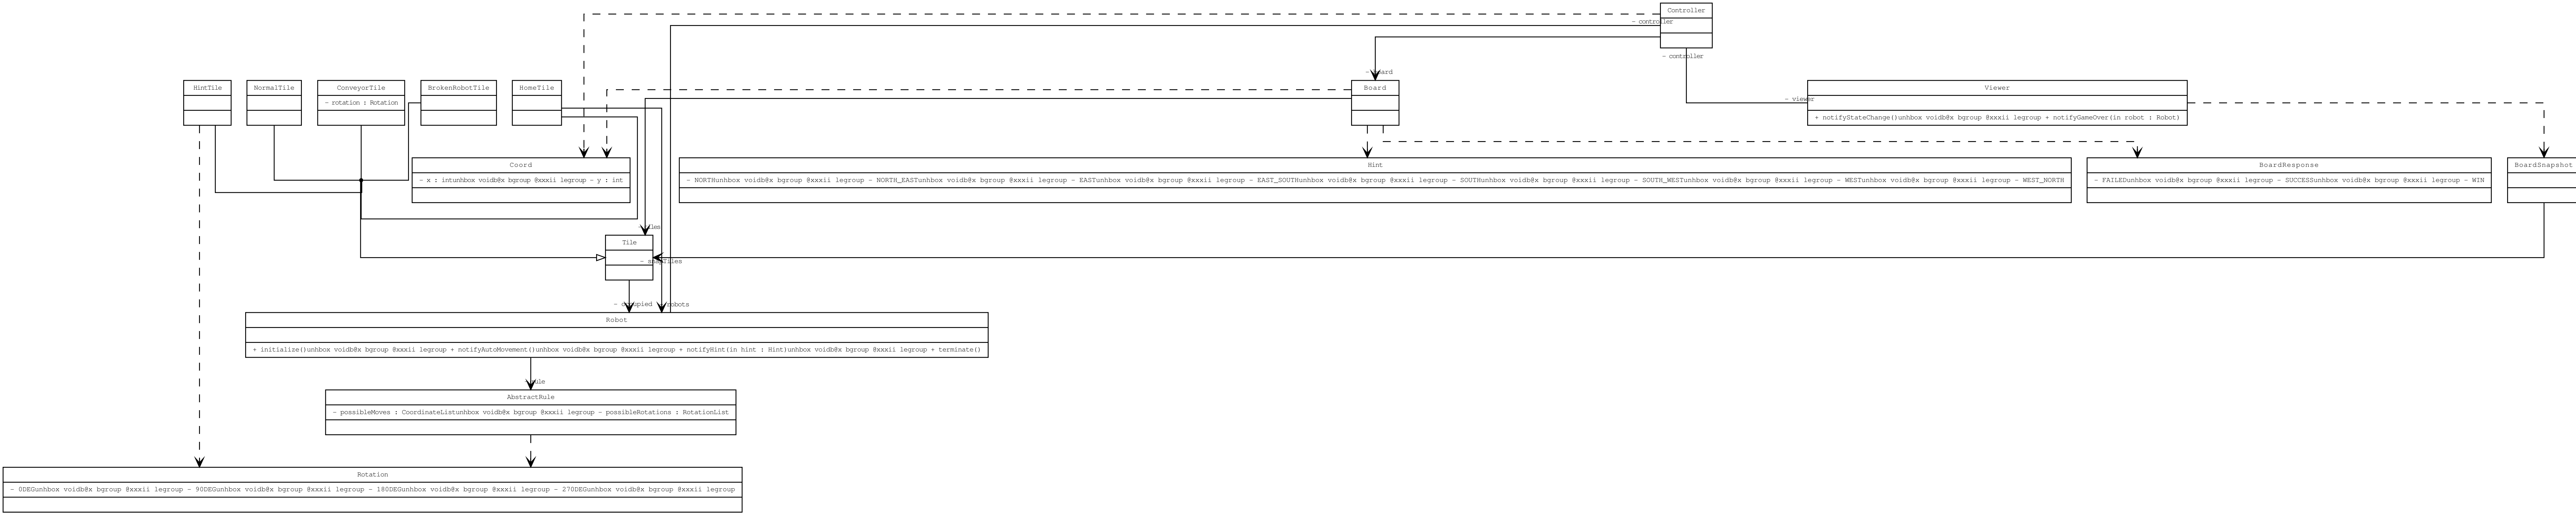 Controller
- controller
- controller
- viewer
HintTile
NormalTile
ConveyorTile
- rotation : Rotation
BrokenRobotTile
HomeTile
Board
Viewer
+ notifyStateChange()unhbox voidb@x bgroup @xxxii legroup + notifyGameOver(in robot : Robot)
Coord
- x : intunhbox voidb@x bgroup @xxxii legroup - y : int
Hint
- NORTHunhbox voidb@x bgroup @xxxii legroup - NORTH_EASTunhbox voidb@x bgroup @xxxii legroup - EASTunhbox voidb@x bgroup @xxxii legroup - EAST_SOUTHunhbox voidb@x bgroup @xxxii legroup - SOUTHunhbox voidb@x bgroup @xxxii legroup - SOUTH_WESTunhbox voidb@x bgroup @xxxii legroup - WESTunhbox voidb@x bgroup @xxxii legroup - WEST_NORTH
BoardResponse
- FAILEDunhbox voidb@x bgroup @xxxii legroup - SUCCESSunhbox voidb@x bgroup @xxxii legroup - WIN
BoardSnapshot
Tile
robots
Robot
+ initialize()unhbox voidb@x bgroup @xxxii legroup + notifyAutoMovement()unhbox voidb@x bgroup @xxxii legroup + notifyHint(in hint : Hint)unhbox voidb@x bgroup @xxxii legroup + terminate()
AbstractRule
- possibleMoves : CoordinateListunhbox voidb@x bgroup @xxxii legroup - possibleRotations : RotationList
Rotation
- 0DEGunhbox voidb@x bgroup @xxxii legroup - 90DEGunhbox voidb@x bgroup @xxxii legroup - 180DEGunhbox voidb@x bgroup @xxxii legroup - 270DEGunhbox voidb@x bgroup @xxxii legroup